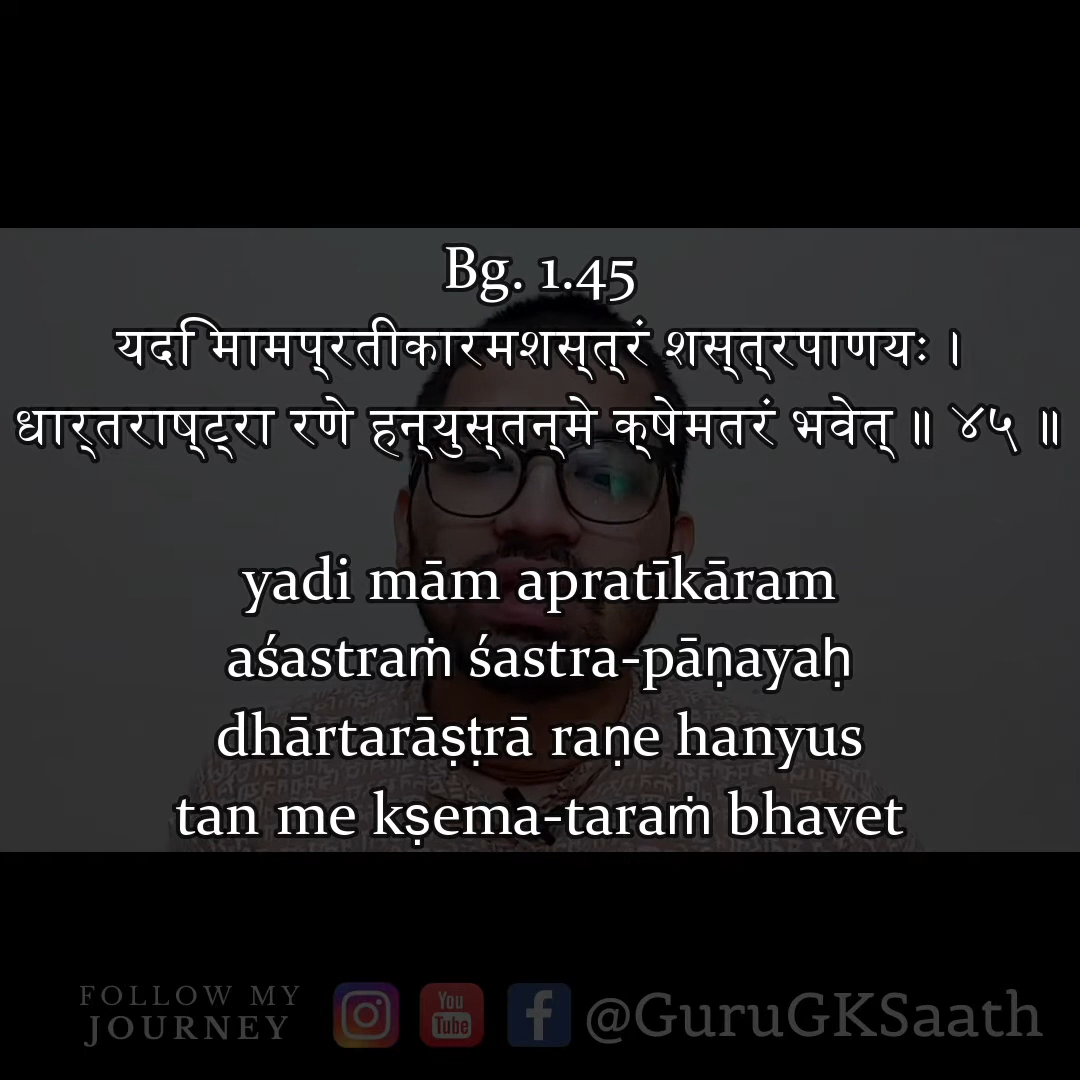 Bg. 1.45
यदि मामप्रतीकारमशस्त्रं शस्त्रपाणयः ।
धार्तराष्ट्रा रणे हन्युस्तन्मे क्षेमतरं भवेत् ॥ ४५ ॥
yadi mām apratīkāram
aśastraṁ śastra-pāṇayaḥ
dhārtarāṣṭrā raṇe hanyus
tan me kṣema-taraṁ bhavet
FOLLOW MY
JOURNEY
You
Tube
@GuruGKSaath